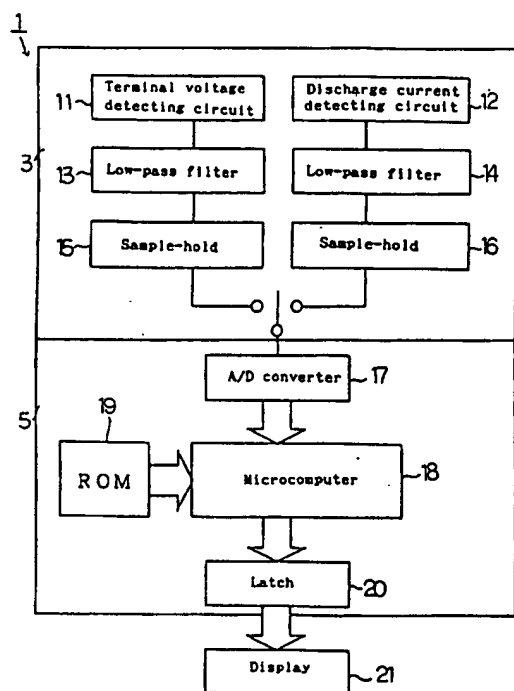 1
Terminal voltage
detecting circuit
11
Discharge current
detecting circuit
12
3
13
Low-pass filter
Low-pass filter
14
15
Sample-hold
Sample-hold
16
A/D converter
17
5
19
ROM
Microcomputer
18
Latch
20
Display
21